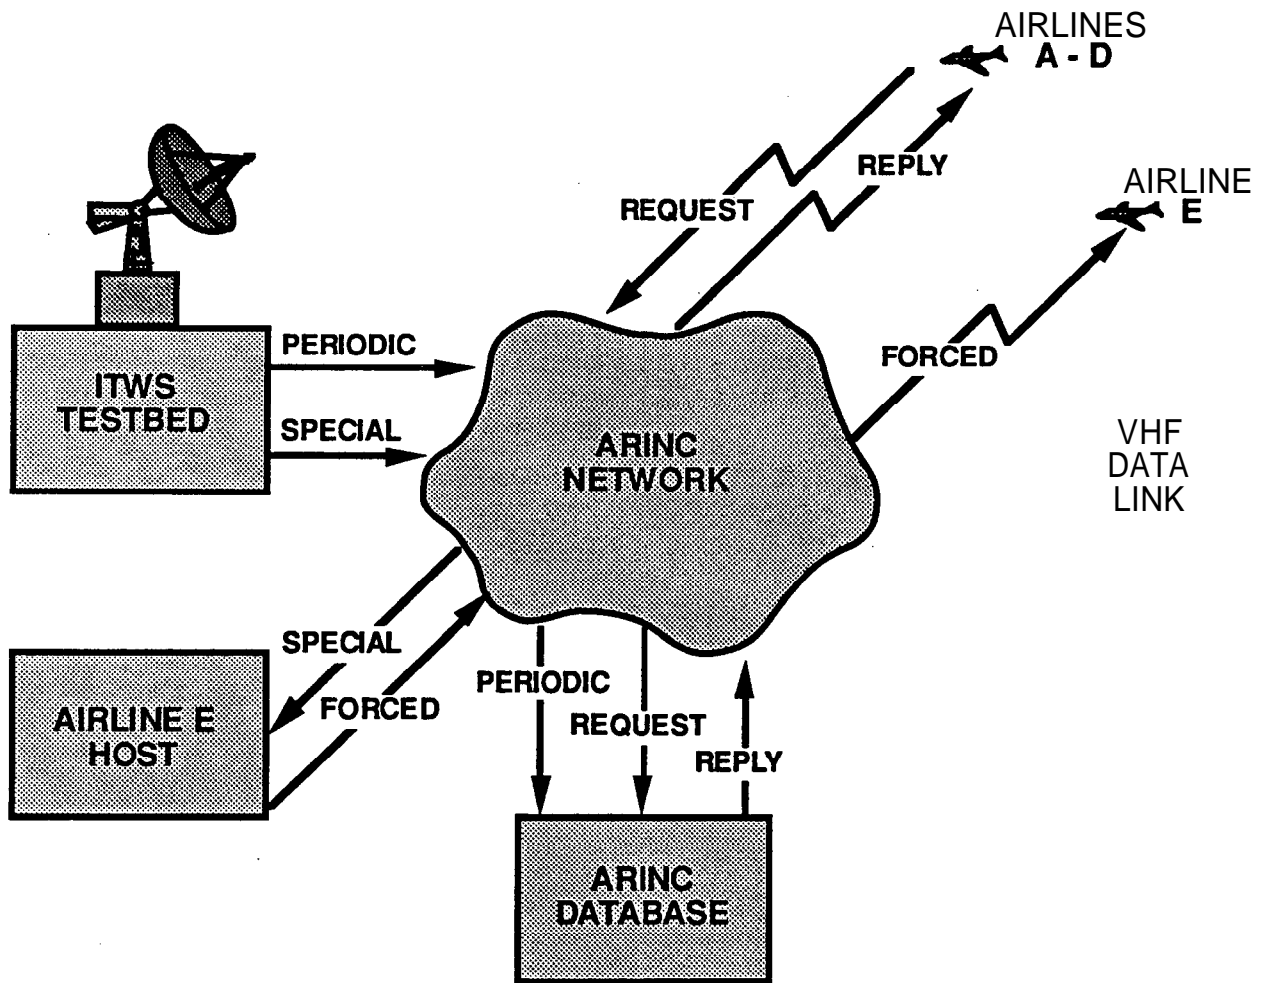 AIRLINES
A - D
REPLY
REQUEST
AIRLINE
E
PERIODIC
ITWS
TESTBED
SPECIAL
FORCED
ARINC
NETWORK
VHF
DATA
LINK
SPECIAL
FORCED
AIRLINE E
HOST
PERIODIC
REQUEST
REPLY
ARINC
DATABASE